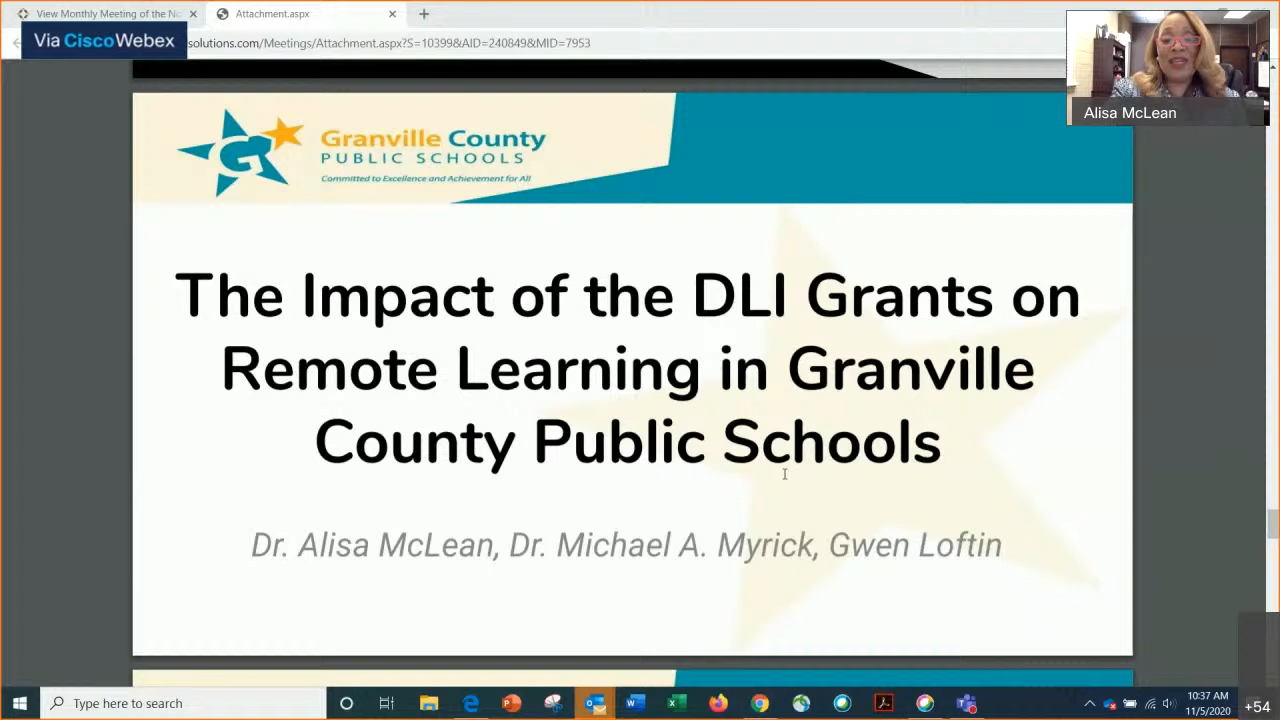 View Monthly Meeting of the No
Attachment.aspx
Via CiscoWebex
solutions.com/Meetings/Attachment.aspx?S=10399&AID=240849&MID=7953
Alisa McLean
Granville County
PUBLIC SCHOOLS
Committed to Excellence and Achievement for All
The Impact of the DLI Grants on
Remote Learning in Granville
County Public Schools
Dr. Alisa McLean, Dr. Michael A. Myrick, Gwen Loftin
Type here to search
10:37 AM
11/5/2020
+54